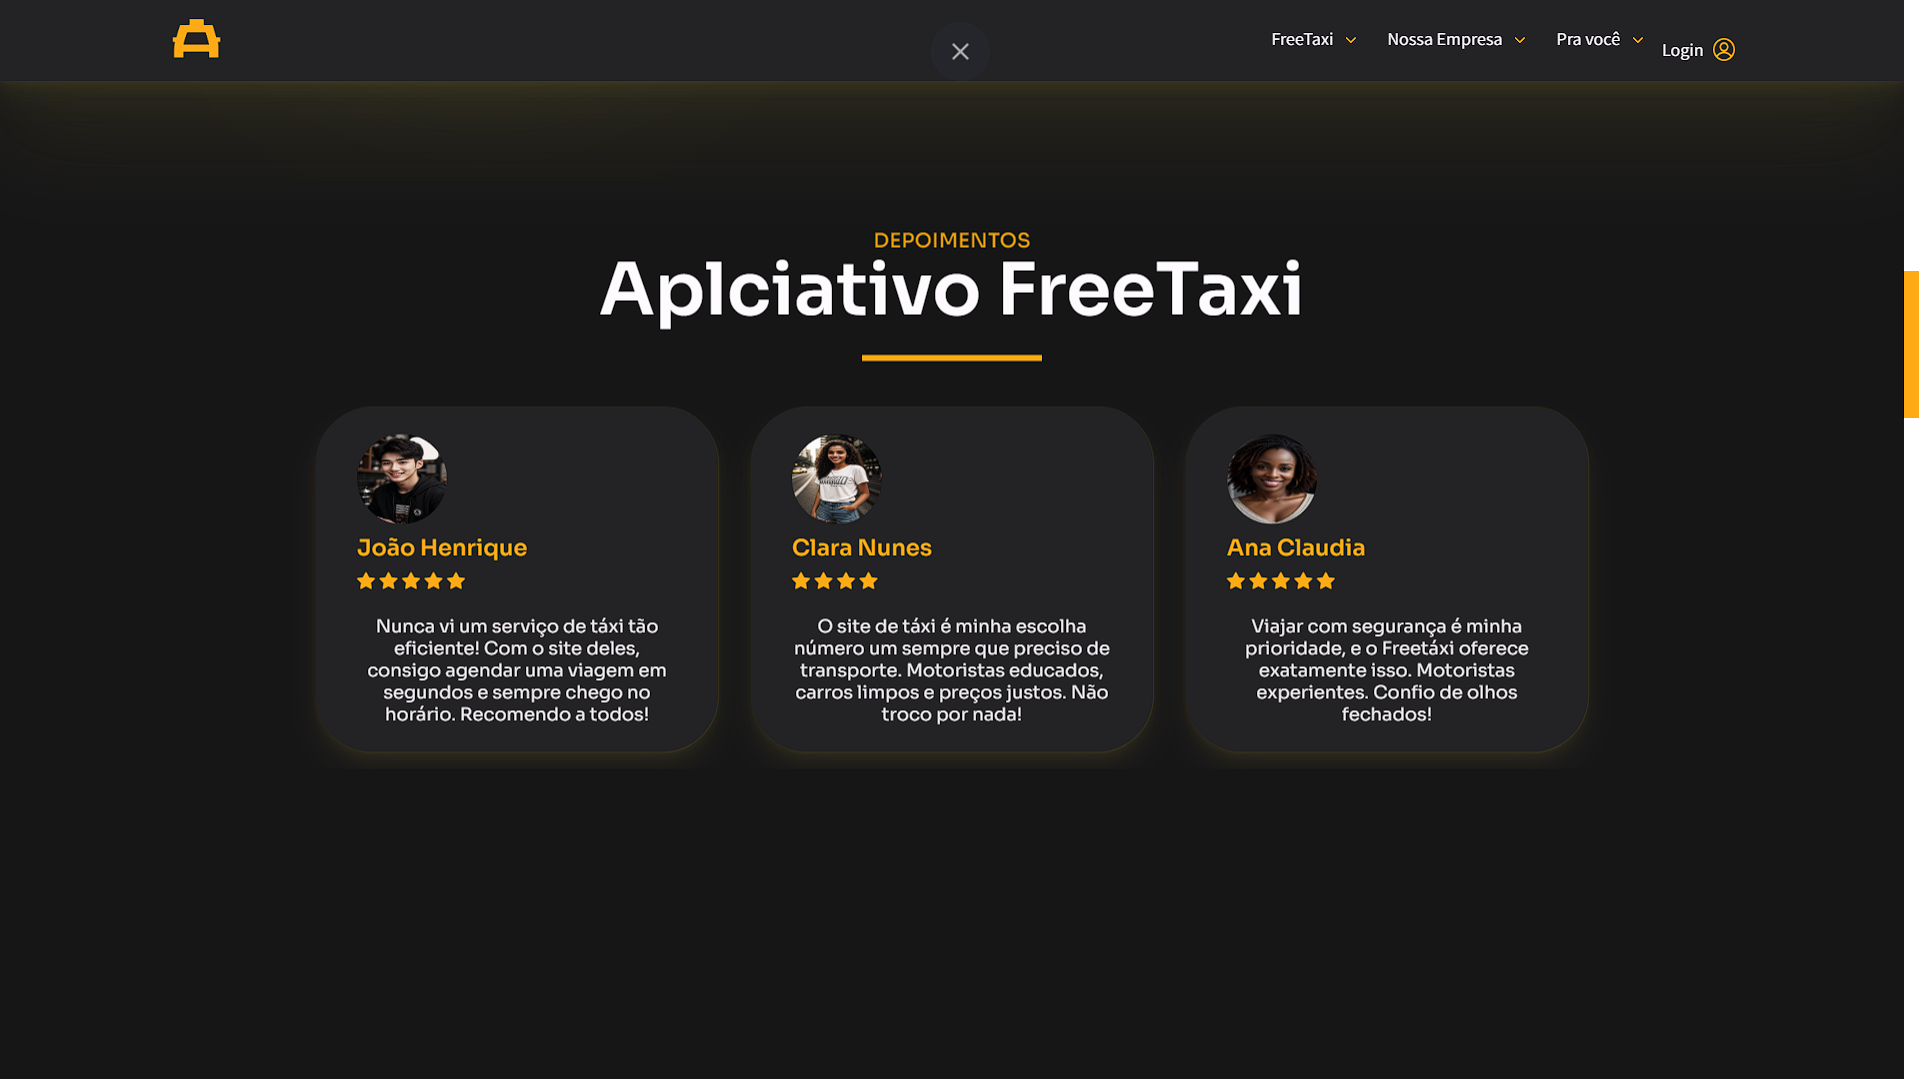 FreeTaxi
Nossa Empresa
Pra você
Login
DEPOIMENTOS
Aplciativo FreeTaxi
João Henrique
Nunca vi um serviço de táxi tão
eficiente! Com o site deles,
consigo agendar uma viagem em
segundos e sempre chego no
horário. Recomendo a todos!
Clara Nunes
O site de táxi é minha escolha
número um sempre que preciso de
transporte. Motoristas educados,
carros limpos e preços justos. Não
troco por nada!
Ana Claudia
Viajar com segurança é minha
prioridade, e o Freetáxi oferece
exatamente isso. Motoristas
experientes. Confio de olhos
fechados!